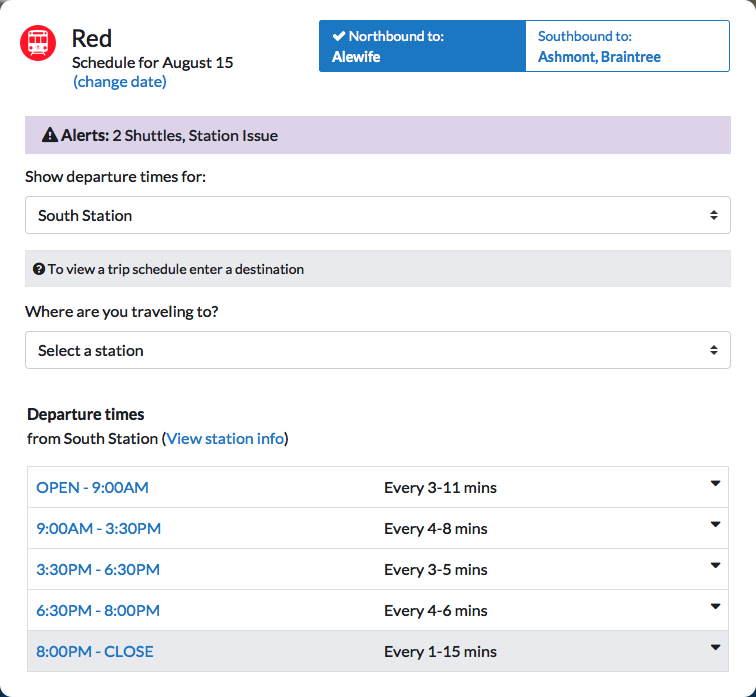 Red
Schedule for August 15
(change date)
Northbound to:
Alewife
Southbound to:
Ashmont, Braintree
Alerts: 2 Shuttles, Station Issue
Show departure times for:
South Station
To view a trip schedule enter a destination
Where are you traveling to?
Select a station
Departure times
from South Station (View station info)
OPEN - 9:00AM Every 3-11 mins
9:00AM - 3:30PM Every 4-8 mins
3:30PM - 6:30PM Every 3-5 mins
6:30PM - 8:00PM Every 4-6 mins
8:00PM - CLOSE Every 1-15 mins